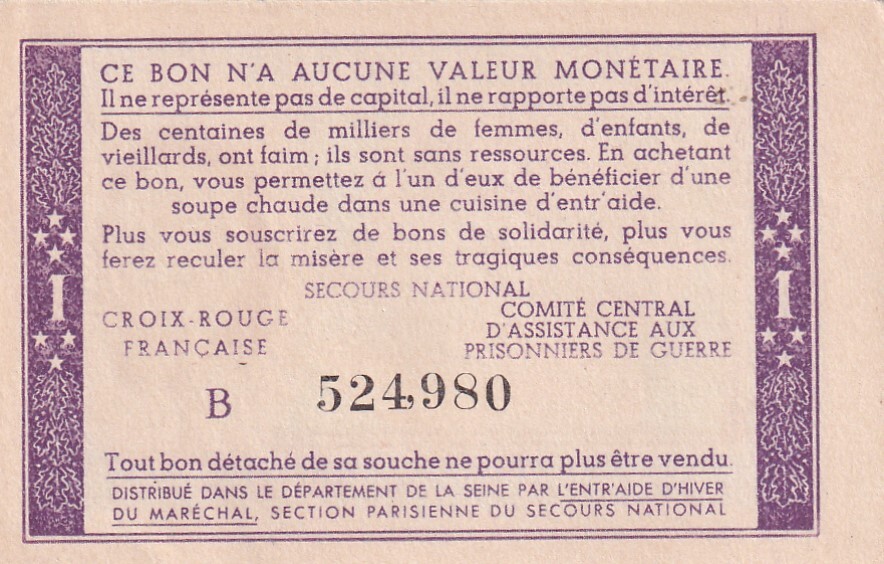 CE BON N'A AUCUNE VALEUR MONÉTAIRE.
Il ne représente pas de capital, il ne rapporte pas d'intérêt.
Des centaines de milliers de femmes, d'enfants, de
vieillards, ont faim ; ils sont sans ressources. En achetant
ce bon, vous permettez á l'un d'eux de bénéficier d'une
soupe chaude dans une cuisine d'entr'aide.
Plus vous souscrirez de bons de solidarité, plus vous
ferez reculer la misère et ses tragiques conséquences.
1
1
SECOURS NATIONAL
CROIX-ROUGE
FRANÇAISE
COMITÉ CENTRAL
D'ASSISTANCE AUX
PRISONNIERS DE GUERRE
B 524,980
Tout bon détaché de sa souche ne pourra plus être vendu.
DISTRIBUÉ DANS LE DÉPARTEMENT DE LA SEINE PAR L'ENTR'AIDE D'HIVER
DU MARÉCHAL, SECTION PARISIENNE DU SECOURS NATIONAL